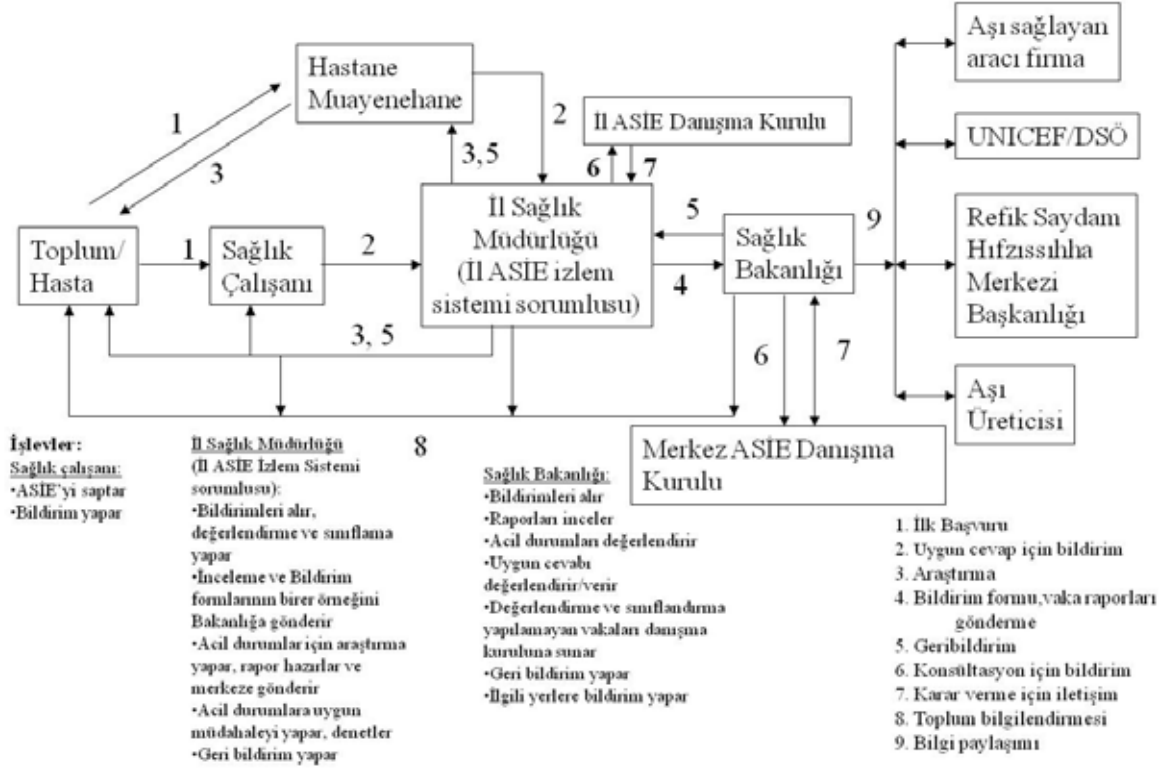 Aşı sağlayan
aracı firma
Hastane
Muayenehane
1
2
İl ASİE Danışma Kurulu
UNICEF/DSÖ
3
3,5
6
7
İl Sağlık
Müdürlüğü
(İl ASİE izlem
sistemi sorumlusu)
5
9
Toplum/
Hasta
1
Sağlık
Çalışanı
2
4
Sağlık
Bakanlığı
Refik Saydam
Hıfzıssıhha
Merkezi
Başkanlığı
3, 5
6
7
Aşı
Üreticisi
8
Merkez ASİE Danışma
Kurulu
İşlevler:
Sağlık çalışanı:
•ASİE'yi saptar
•Bildirim yapar
İl Sağlık Müdürlüğü
(İl ASİE İzlem Sistemi
sorumlusu):
•Bildirimleri alır,
değerlendirme ve sınıflama
yapar
•İnceleme ve Bildirim
formlarının birer örneğini
Bakanlığa gönderir
•Acil durumlar için araştırma
yapar, rapor hazırlar ve
merkeze gönderir
•Acil durumlara uygun
müdahaleyi yapar, denetler
•Geri bildirim yapar
Sağlık Bakanlığı:
•Bildirimleri alır
•Raporları inceler
•Acil durumları değerlendirir
•Uygun cevabı
değerlendirir/verir
•Değerlendirme ve sınıflandırma
yapılamayan vakaları danışma
kuruluna sunar
•Geri bildirim yapar
•İlgili yerlere bildirim yapar
1. İlk Başvuru
2. Uygun cevap için bildirim
3. Araştırma
4. Bildirim formu,vaka raporları
gönderme
5. Geribildirim
6. Konsültasyon için bildirim
7. Karar verme için iletişim
8. Toplum bilgilendirmesi
9. Bilgi paylaşımı